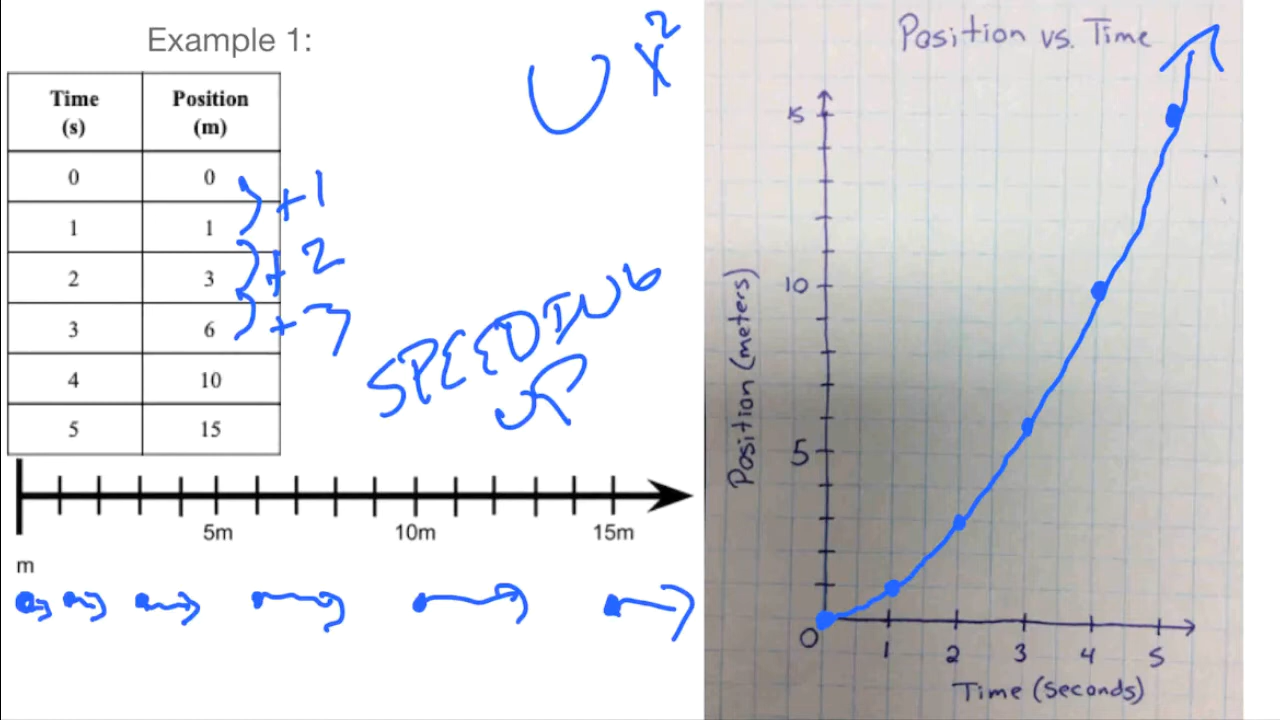 Example 1:
Time (s) Position (m)
0 0
1 1
2 3
3 6
4 10
5 15
+1
+2
+3
x²
SPEEDING
UP
5m 10m 15m
m
Position vs. Time
15
10
5
0
1 2 3 4 5
Position (meters)
Time (seconds)